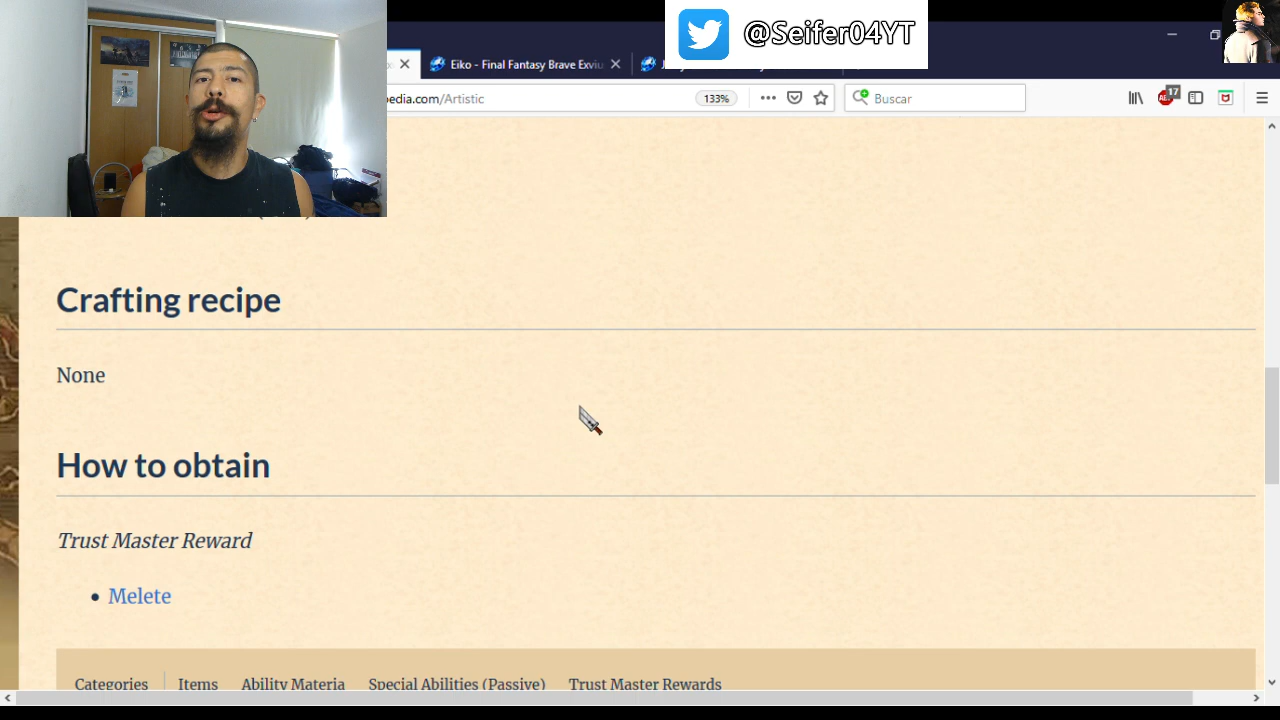 @Seifer04YT
Eiko - Final Fantasy Brave Exviu
pedia.com/Artistic
133%
Buscar
17
Crafting recipe
None
How to obtain
Trust Master Reward
• Melete
Categories Items Ability Materia Special Abilities (Passive) Trust Master Rewards